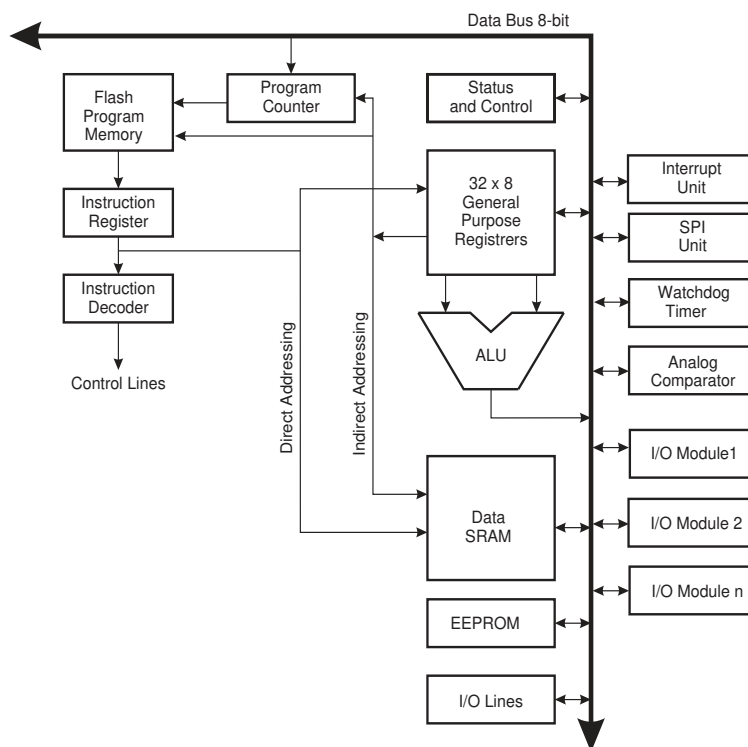 Data Bus 8-bit
Flash
Program
Memory
Program
Counter
Status
and Control
Instruction
Register
32 x 8
General
Purpose
Registrers
Interrupt
Unit
SPI
Unit
Instruction
Decoder
Watchdog
Timer
Control Lines
Direct Addressing
Indirect Addressing
ALU
Analog
Comparator
I/O Module1
Data
SRAM
I/O Module 2
I/O Module n
EEPROM
I/O Lines